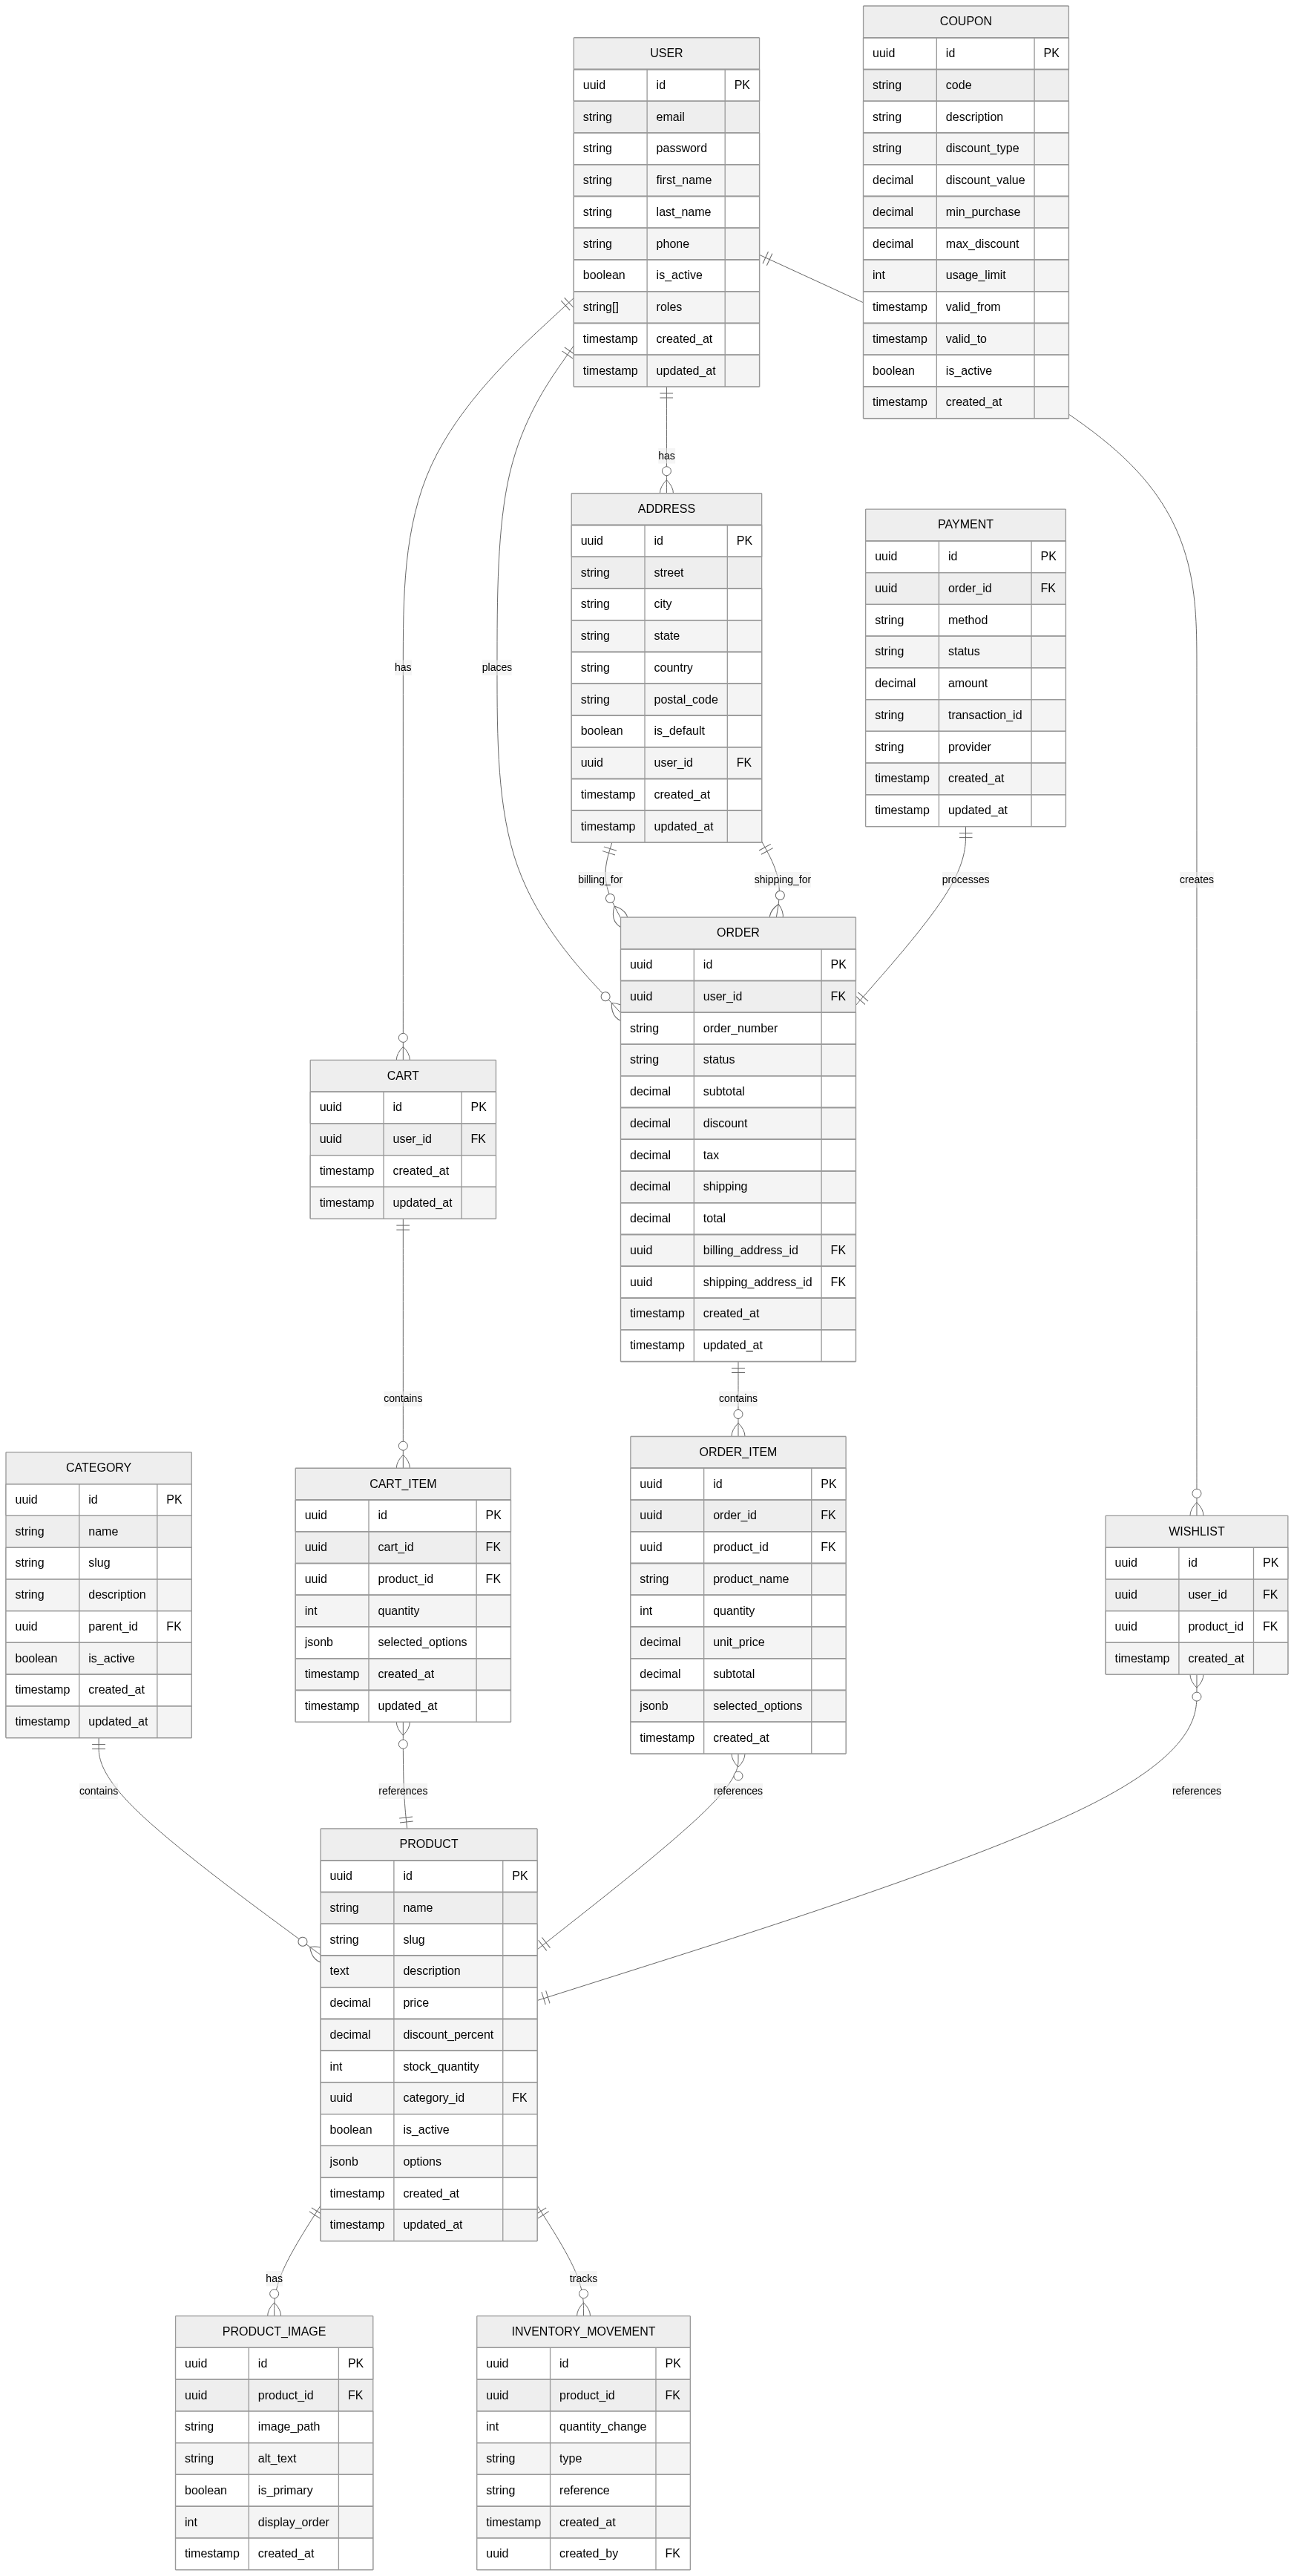 COUPON
uuid id PK
string code
string description
string discount_type
decimal discount_value
decimal min_purchase
decimal max_discount
int usage_limit
timestamp valid_from
timestamp valid_to
boolean is_active
timestamp created_at
USER
uuid id PK
string email
string password
string first_name
string last_name
string phone
boolean is_active
string[] roles
timestamp created_at
timestamp updated_at
has
ADDRESS
uuid id PK
string street
string city
string state
string country
string postal_code
boolean is_default
uuid user_id FK
timestamp created_at
timestamp updated_at
PAYMENT
uuid id PK
uuid order_id FK
string method
string status
decimal amount
string transaction_id
string provider
timestamp created_at
timestamp updated_at
has
places
billing_for
shipping_for
processes
creates
ORDER
uuid id PK
uuid user_id FK
string order_number
string status
decimal subtotal
decimal discount
decimal tax
decimal shipping
decimal total
uuid billing_address_id FK
uuid shipping_address_id FK
timestamp created_at
timestamp updated_at
CART
uuid id PK
uuid user_id FK
timestamp created_at
timestamp updated_at
contains
contains
CATEGORY
uuid id PK
string name
string slug
string description
uuid parent_id FK
boolean is_active
timestamp created_at
timestamp updated_at
CART_ITEM
uuid id PK
uuid cart_id FK
uuid product_id FK
int quantity
jsonb selected_options
timestamp created_at
timestamp updated_at
ORDER_ITEM
uuid id PK
uuid order_id FK
uuid product_id FK
string product_name
int quantity
decimal unit_price
decimal subtotal
jsonb selected_options
timestamp created_at
WISHLIST
uuid id PK
uuid user_id FK
uuid product_id FK
timestamp created_at
contains
references
references
references
PRODUCT
uuid id PK
string name
string slug
text description
decimal price
decimal discount_percent
int stock_quantity
uuid category_id FK
boolean is_active
jsonb options
timestamp created_at
timestamp updated_at
has
tracks
PRODUCT_IMAGE
uuid id PK
uuid product_id FK
string image_path
string alt_text
boolean is_primary
int display_order
timestamp created_at
INVENTORY_MOVEMENT
uuid id PK
uuid product_id FK
int quantity_change
string type
string reference
timestamp created_at
uuid created_by FK